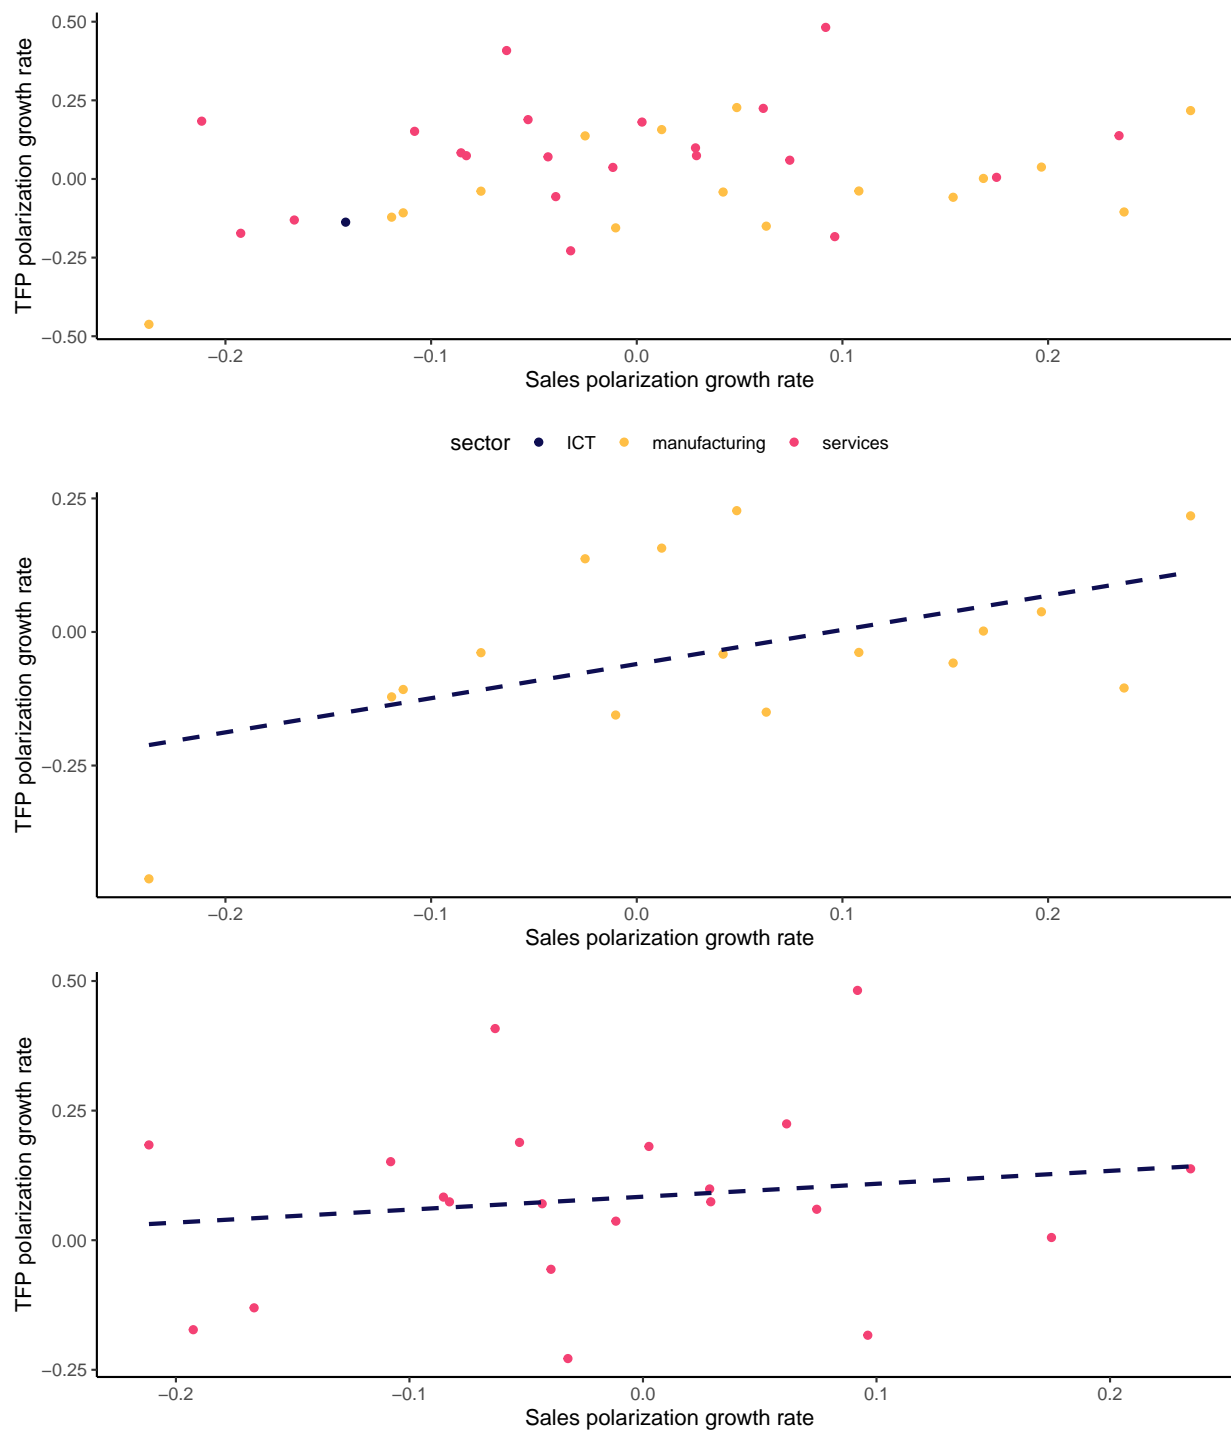 TFP polarization growth rate
0.50
0.25
0.00
−0.25
−0.50
−0.2 −0.1 0.0 0.1 0.2
Sales polarization growth rate
sector ICT manufacturing services
TFP polarization growth rate
0.25
0.00
−0.25
−0.2 −0.1 0.0 0.1 0.2
Sales polarization growth rate
TFP polarization growth rate
0.50
0.25
0.00
−0.25
−0.2 −0.1 0.0 0.1 0.2
Sales polarization growth rate